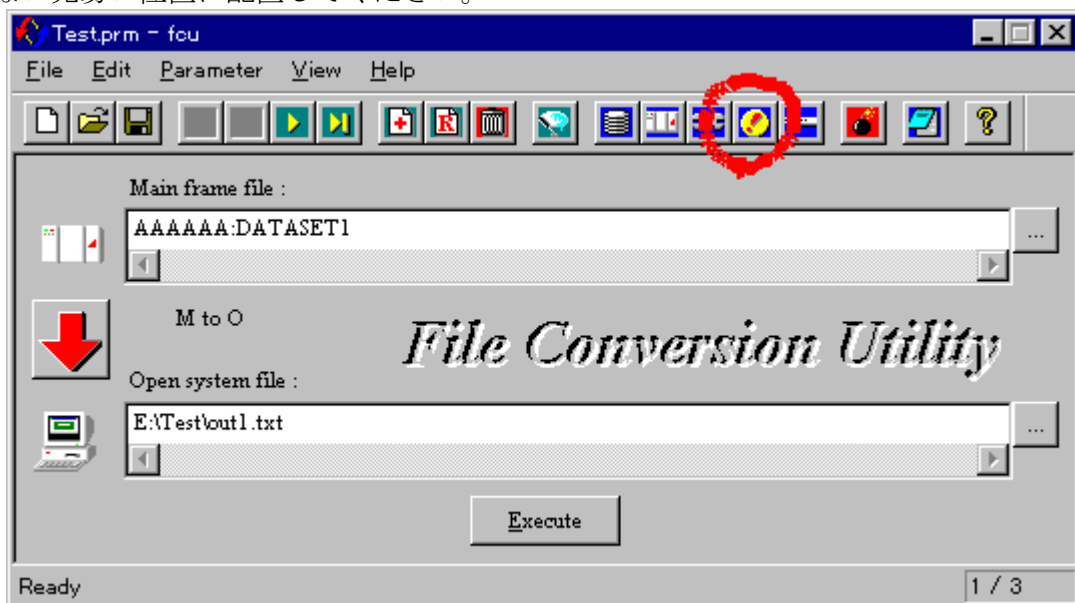 Test.prm - fcu
File Edit Parameter View Help
R
Main frame file :
AAAAAA:DATASET1
...
M to O
File Conversion Utility
Open system file :
E:\Test\out1.txt
...
Execute
Ready
1 / 3